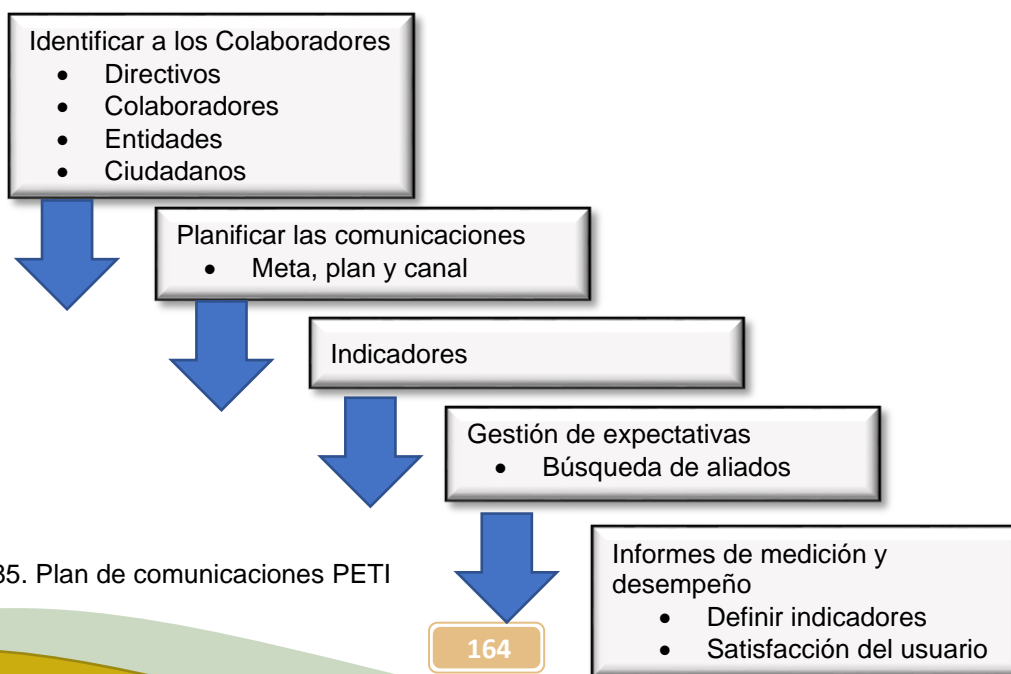 Identificar a los Colaboradores
• Directivos
• Colaboradores
• Entidades
• Ciudadanos
Planificar las comunicaciones
• Meta, plan y canal
Indicadores
Gestión de expectativas
• Búsqueda de aliados
Informes de medición y
desempeño
• Definir indicadores
• Satisfacción del usuario
35. Plan de comunicaciones PETI
164